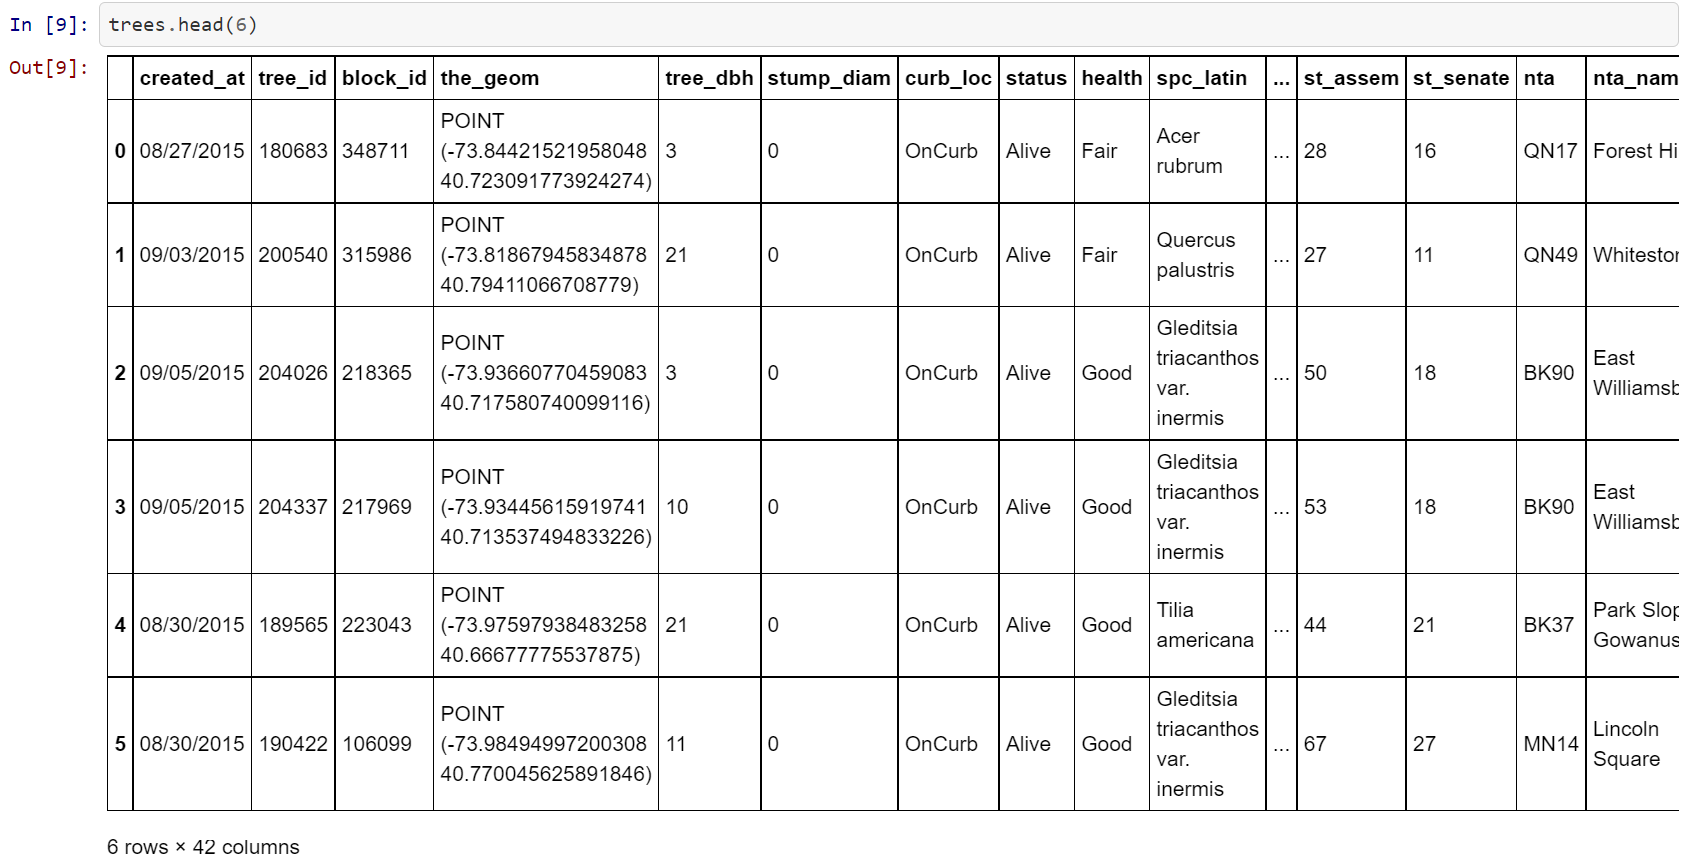 In [9]: trees.head(6)
Out[9]:
created_at tree_id block_id the_geom tree_dbh stump_diam curb_loc status health spc_latin ... st_assem st_senate nta nta_nam
0 08/27/2015 180683 348711 POINT (-73.84421521958048 40.723091773924274) 3 0 OnCurb Alive Fair Acer rubrum ... 28 16 QN17 Forest Hi
1 09/03/2015 200540 315986 POINT (-73.81867945834878 40.79411066708779) 21 0 OnCurb Alive Fair Quercus palustris ... 27 11 QN49 Whiteston
2 09/05/2015 204026 218365 POINT (-73.93660770459083 40.717580740099116) 3 0 OnCurb Alive Good Gleditsia triacanthos var. inermis ... 50 18 BK90 East Williamsb
3 09/05/2015 204337 217969 POINT (-73.93445615919741 40.713537494833226) 10 0 OnCurb Alive Good Gleditsia triacanthos var. inermis ... 53 18 BK90 East Williamsb
4 08/30/2015 189565 223043 POINT (-73.97597938483258 40.66677775537875) 21 0 OnCurb Alive Good Tilia americana ... 44 21 BK37 Park Slop Gowanus
5 08/30/2015 190422 106099 POINT (-73.98494997200308 40.770045625891846) 11 0 OnCurb Alive Good Gleditsia triacanthos var. inermis ... 67 27 MN14 Lincoln Square
6 rows × 42 columns